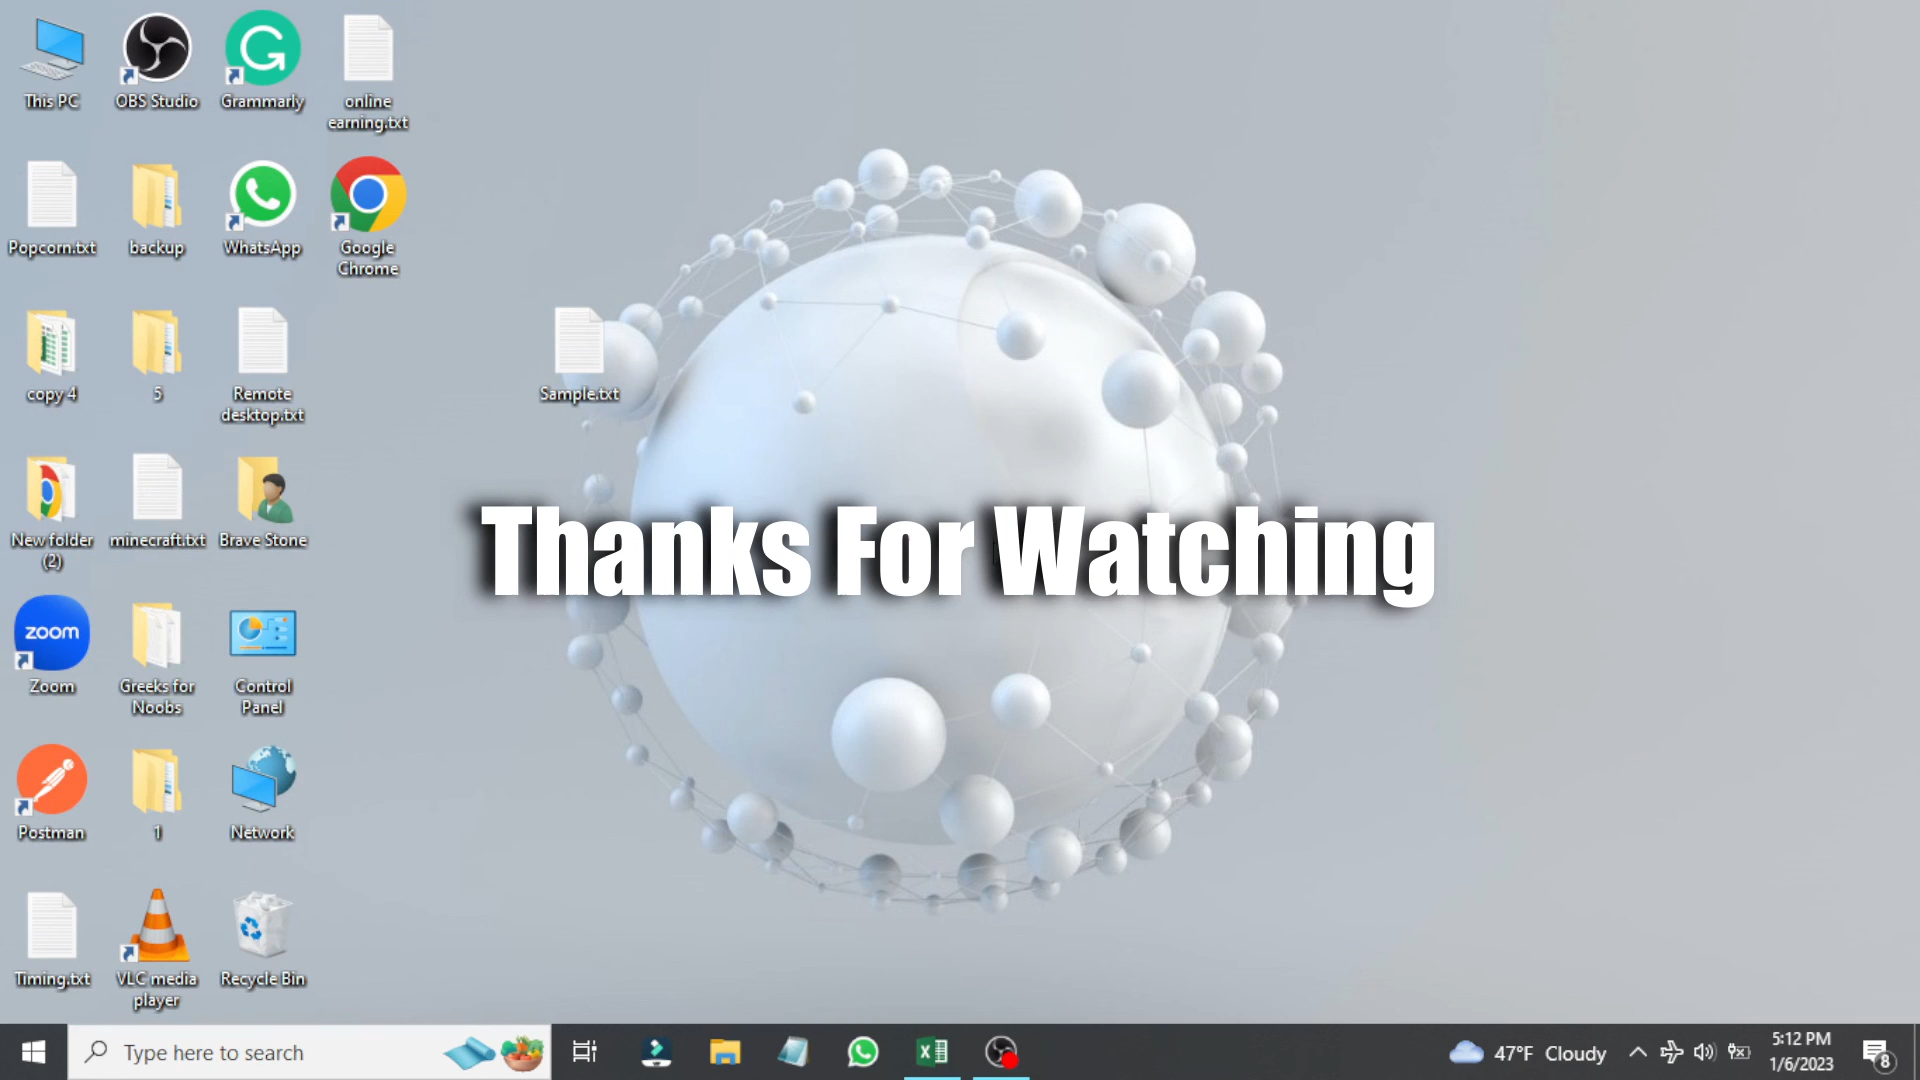 This PC
OBS Studio
Grammarly
online
earning.txt
Popcorn.txt
backup
WhatsApp
Google
Chrome
copy 4
5
Remote
desktop.txt
Sample.txt
New folder
(2)
minecraft.txt
Brave Stone
Thanks For Watching
zoom
Zoom
Greeks for
Noobs
Control
Panel
Postman
1
Network
Timing.txt
VLC media
player
Recycle Bin
Type here to search
47°F Cloudy
5:12 PM
1/6/2023
8